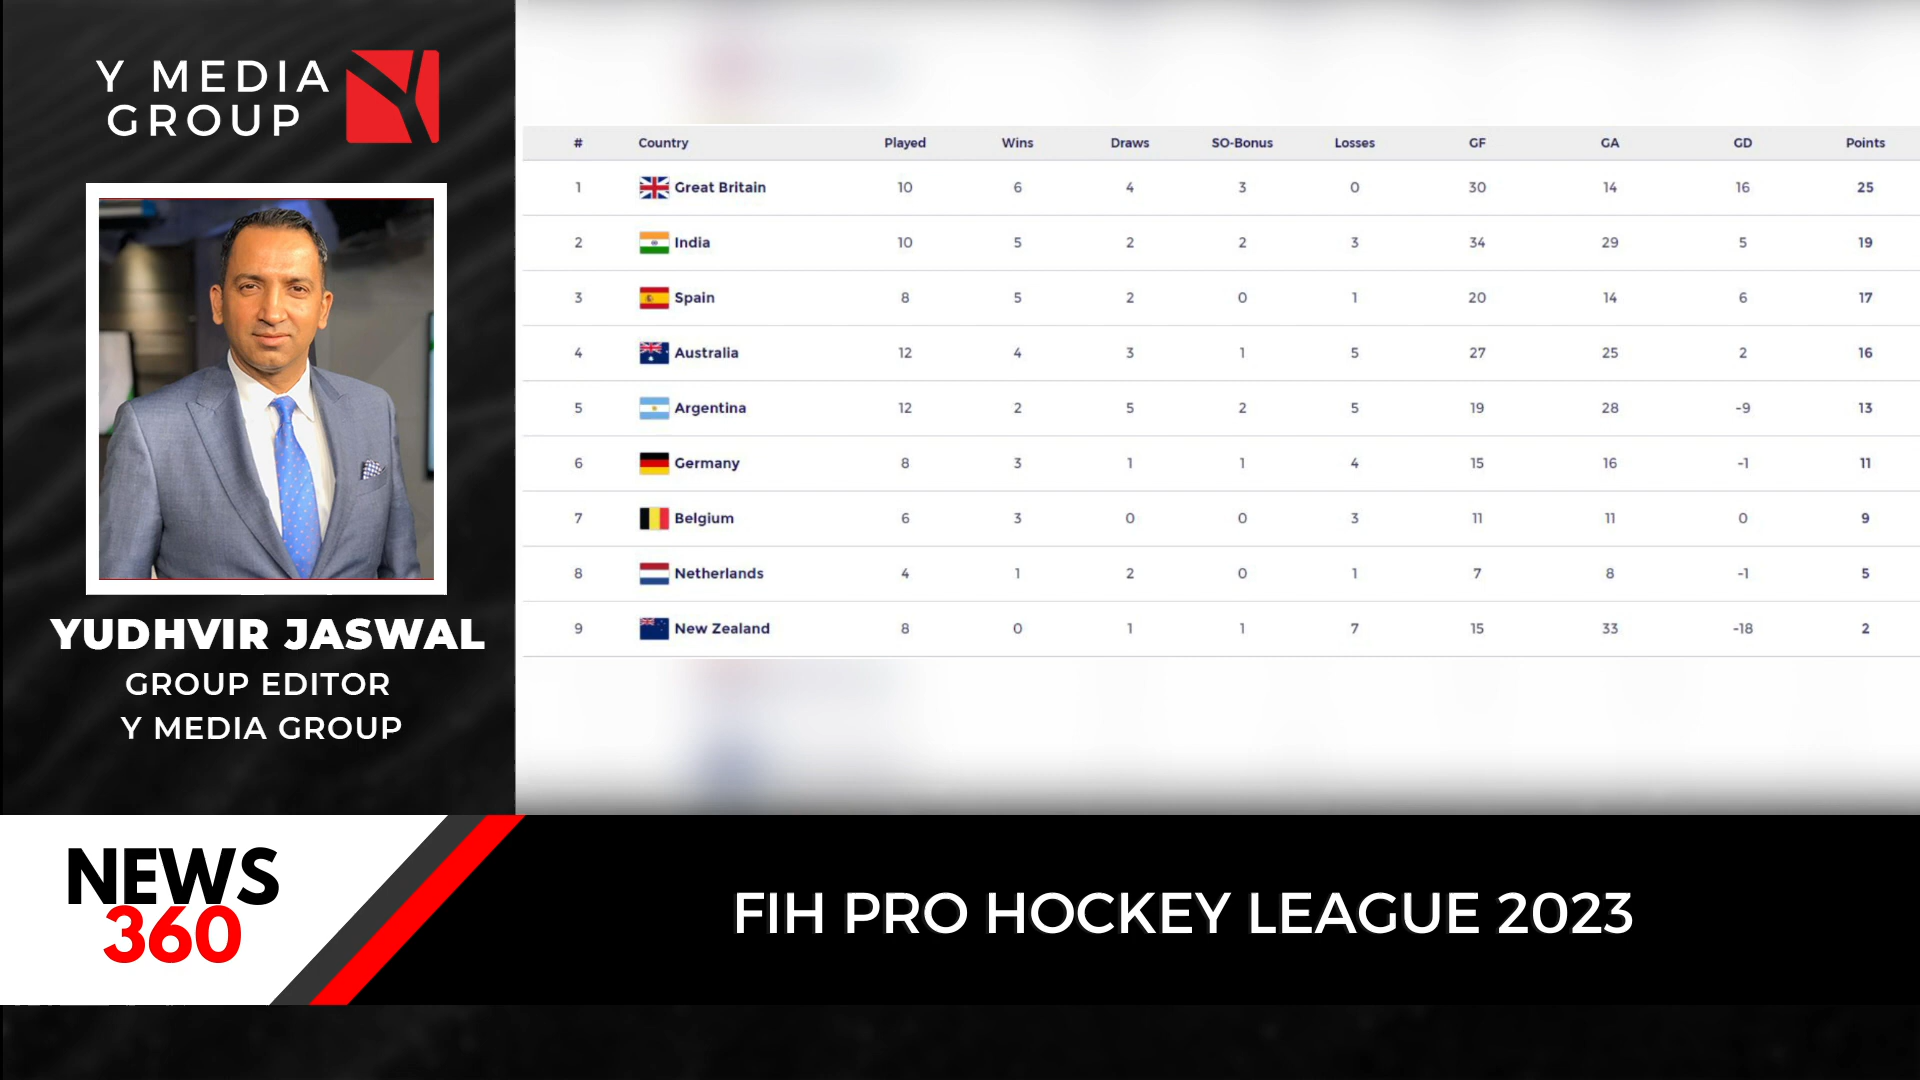 Y MEDIA
GROUP
YUDHVIR JASWAL
GROUP EDITOR
Y MEDIA GROUP
# Country Played Wins Draws SO-Bonus Losses GF GA GD Points
1 Great Britain 10 6 4 3 0 30 14 16 25
2 India 10 5 2 2 3 34 29 5 19
3 Spain 8 5 2 0 1 20 14 6 17
4 Australia 12 4 3 1 5 27 25 2 16
5 Argentina 12 2 5 2 5 19 28 -9 13
6 Germany 8 3 1 1 4 15 16 -1 11
7 Belgium 6 3 0 0 3 11 11 0 9
8 Netherlands 4 1 2 0 1 7 8 -1 5
9 New Zealand 8 0 1 1 7 15 33 -18 2
NEWS
360
FIH PRO HOCKEY LEAGUE 2023